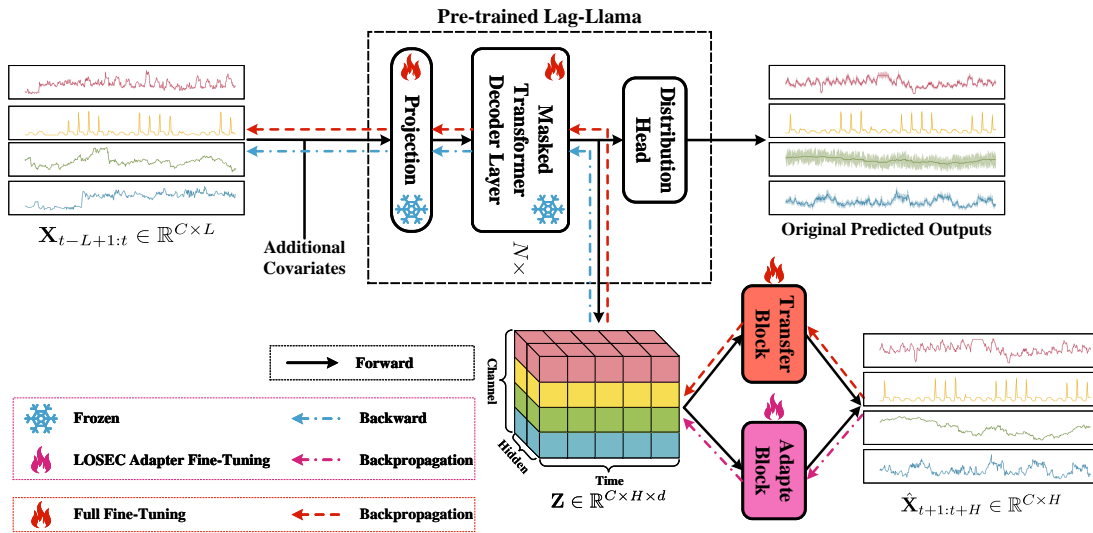 Pre-trained Lag-Llama
Projection
Masked
Transformer
Decoder Layer
N×
Distribution
Head
X_{t−L+1:t} ∈ ℝ^{C×L}
Additional
Covariates
Original Predicted Outputs
Forward
Frozen
Backward
LOSEC Adapter Fine-Tuning
Backpropagation
Full Fine-Tuning
Backpropagation
Channel
Hidden
Time
Z ∈ ℝ^{C×H×d}
Transfer
Block
Adapte
Block
X̂_{t+1:t+H} ∈ ℝ^{C×H}